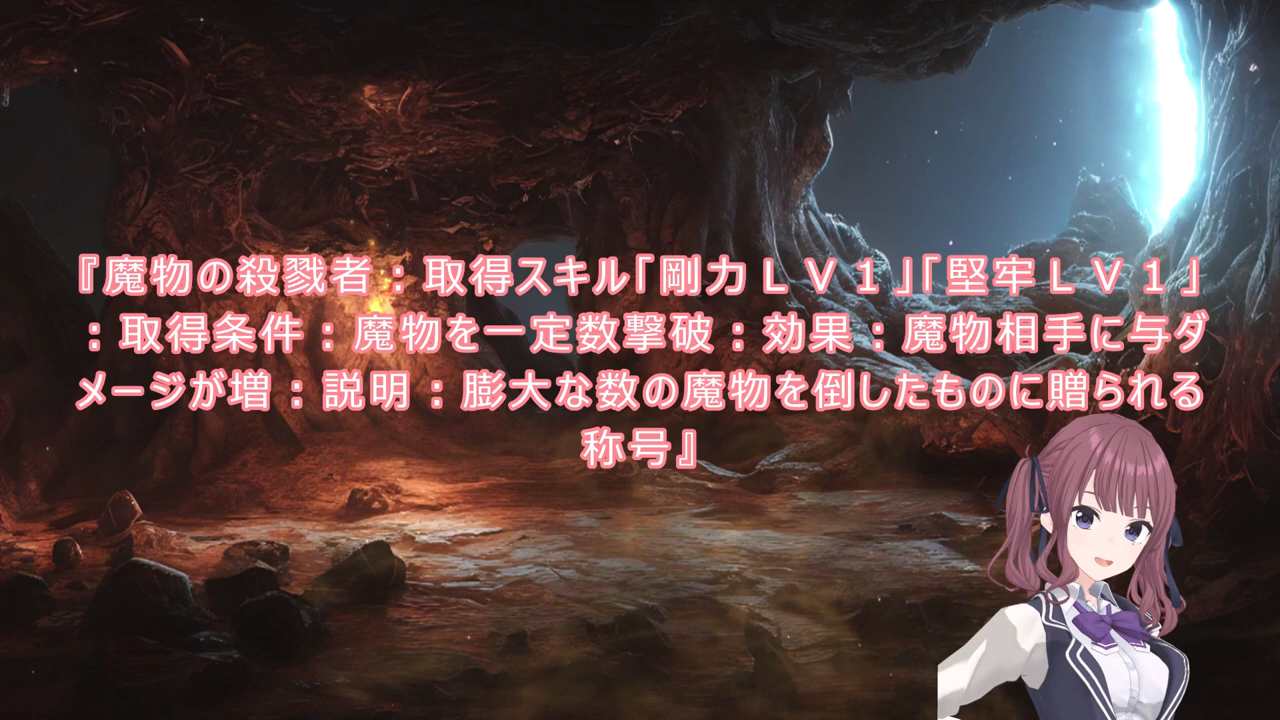 『魔物の殺戮者：取得スキル「剛力ＬＶ１」「堅牢ＬＶ１」
：取得条件：魔物を一定数撃破：効果：魔物相手に与ダ
メージが増：説明：膨大な数の魔物を倒したものに贈られる
称号』